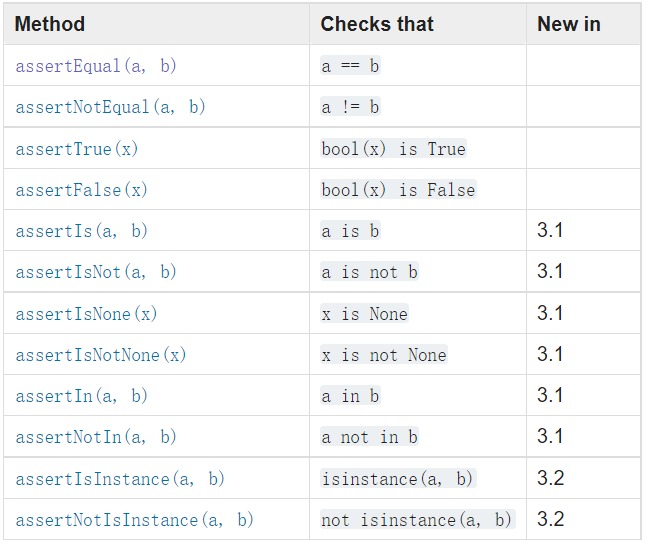 Method Checks that New in
assertEqual(a, b) a == b
assertNotEqual(a, b) a != b
assertTrue(x) bool(x) is True
assertFalse(x) bool(x) is False
assertIs(a, b) a is b 3.1
assertIsNot(a, b) a is not b 3.1
assertIsNone(x) x is None 3.1
assertIsNotNone(x) x is not None 3.1
assertIn(a, b) a in b 3.1
assertNotIn(a, b) a not in b 3.1
assertIsInstance(a, b) isinstance(a, b) 3.2
assertNotIsInstance(a, b) not isinstance(a, b) 3.2